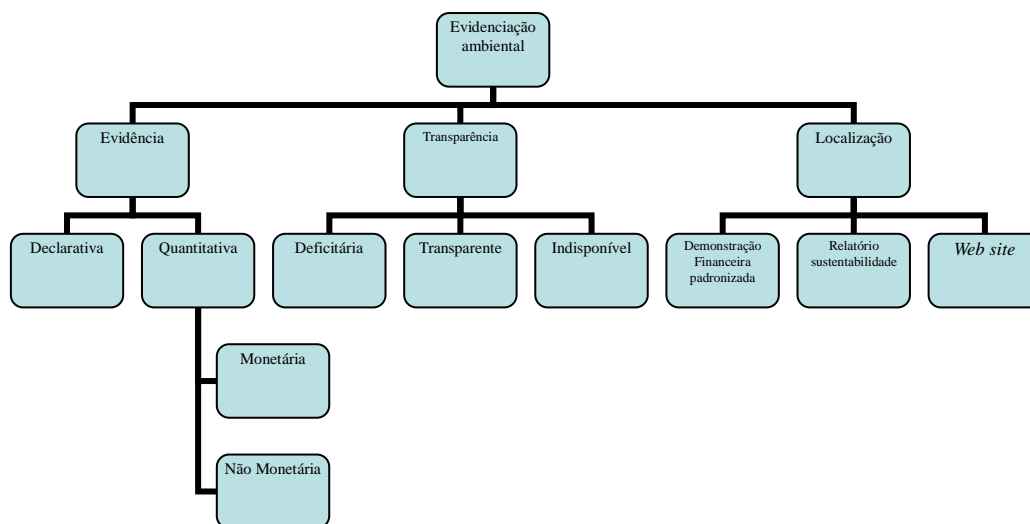 Evidenciação
ambiental
Evidência
Transparência
Localização
Declarativa
Quantitativa
Deficitária
Transparente
Indisponível
Demonstração
Financeira
padronizada
Relatório
sustentabilidade
Web site
Monetária
Não Monetária